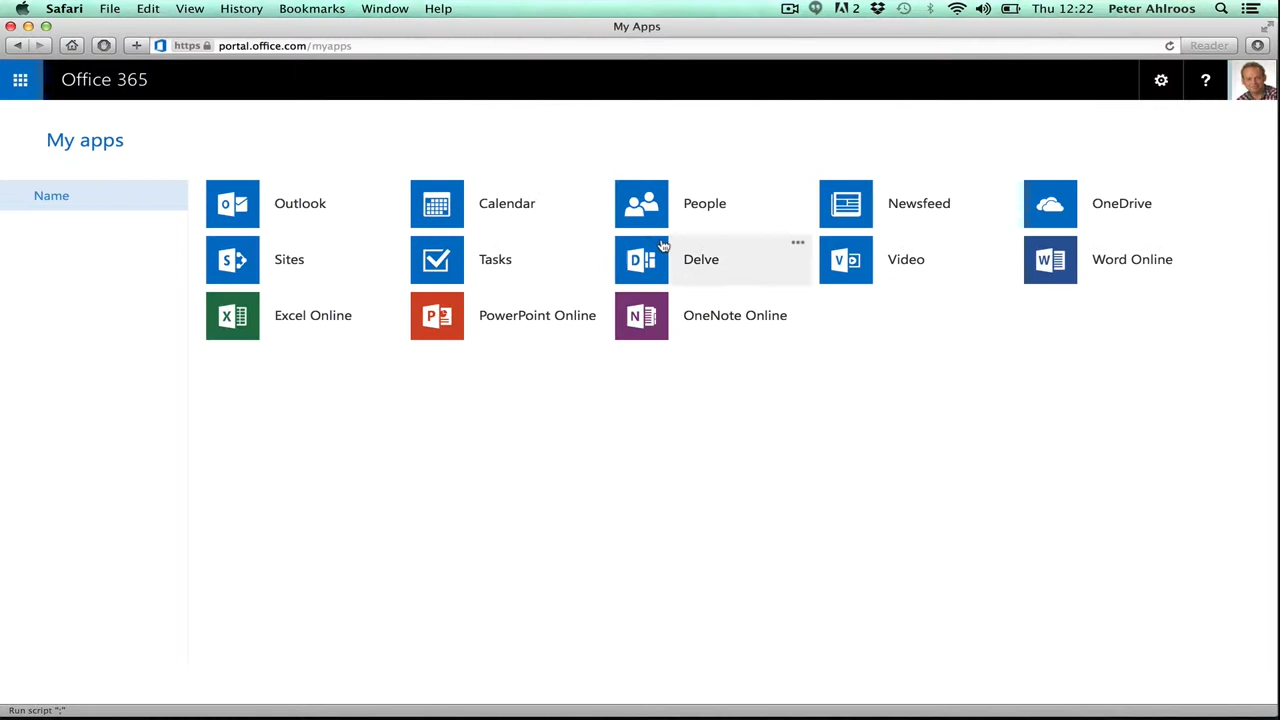 Safari File Edit View History Bookmarks Window Help 2 Thu 12:22 Peter Ahlroos
My Apps
https portal.office.com/myapps Reader
Office 365 ?
My apps
Name
Outlook Calendar People Newsfeed OneDrive
Sites Tasks Delve Video Word Online
Excel Online PowerPoint Online OneNote Online
Run script ";"